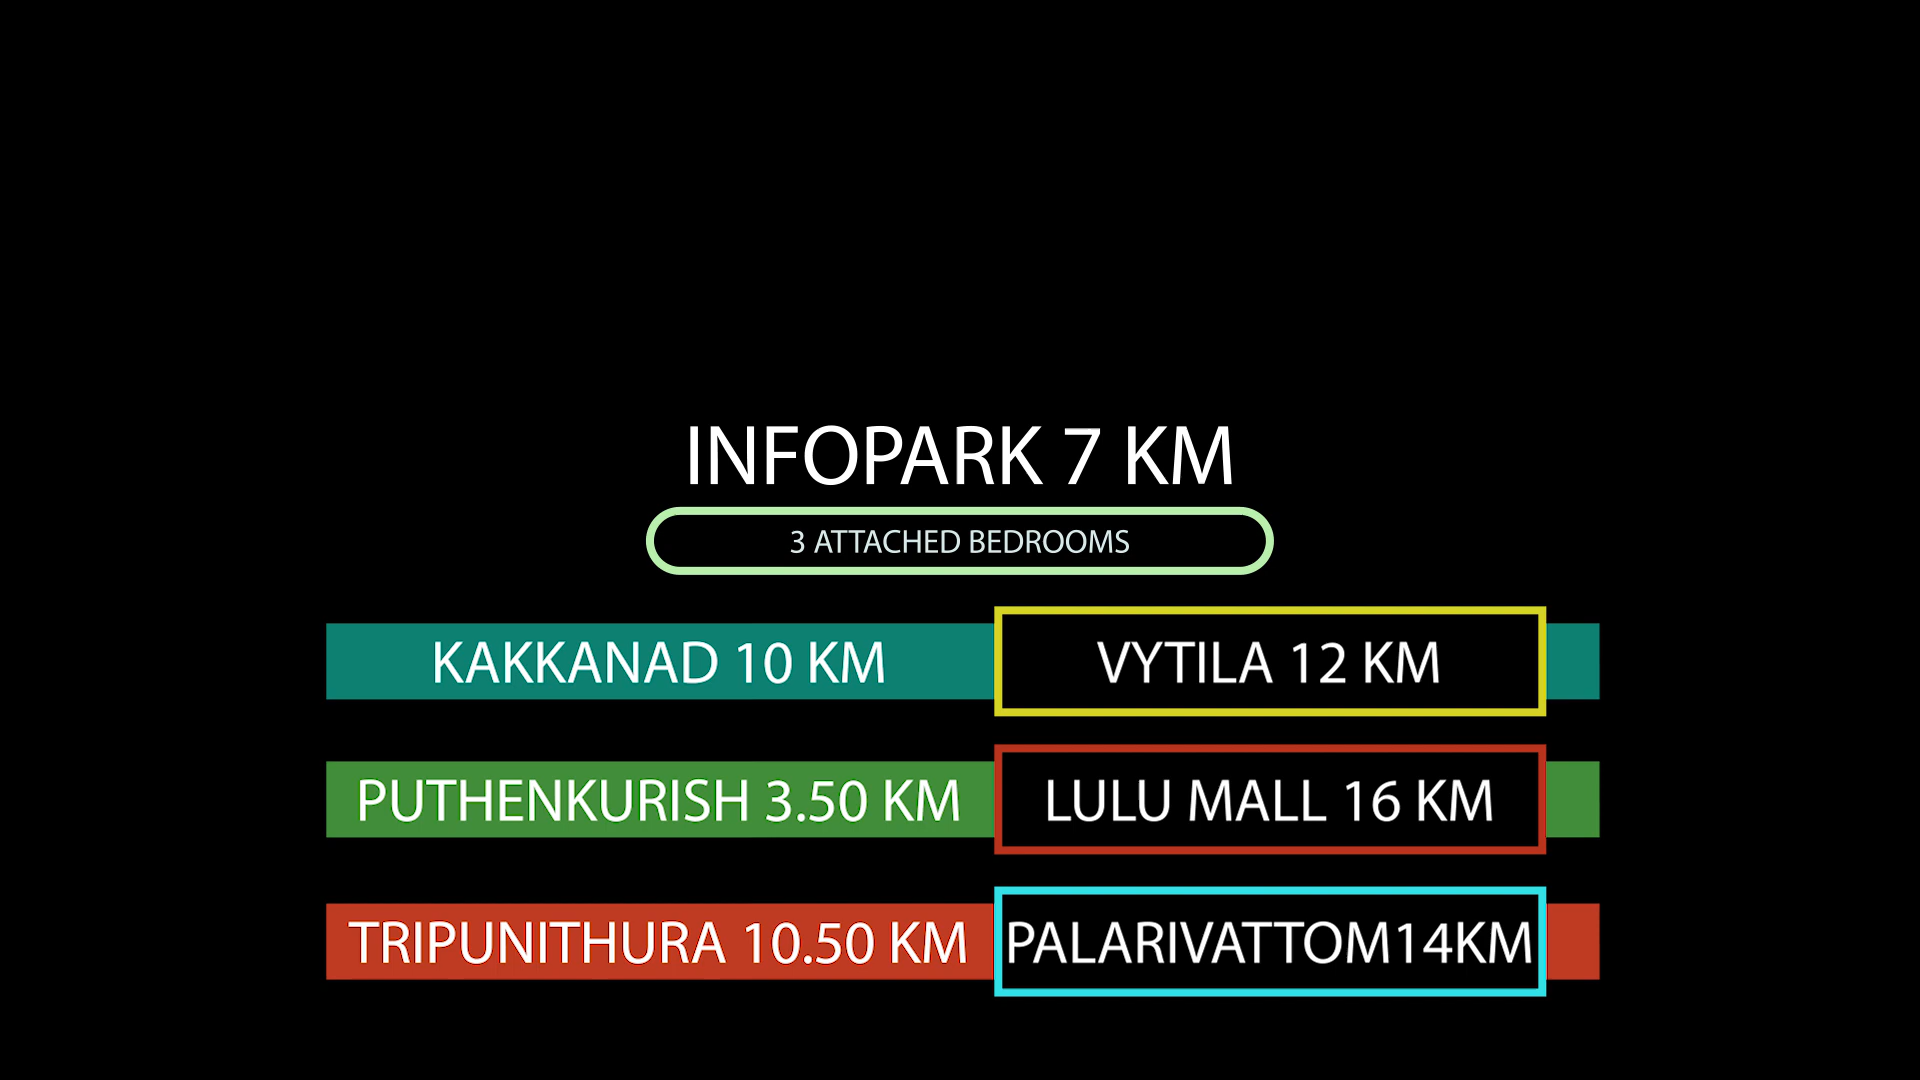 INFOPARK 7 KM
3 ATTACHED BEDROOMS
KAKKANAD 10 KM
VYTILA 12 KM
PUTHENKURISH 3.50 KM
LULU MALL 16 KM
TRIPUNITHURA 10.50 KM
PALARIVATTOM14KM